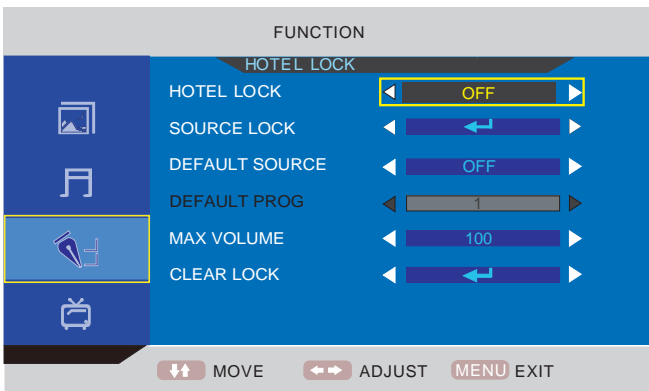 FUNCTION
HOTEL LOCK
HOTEL LOCK OFF
SOURCE LOCK
DEFAULT SOURCE OFF
DEFAULT PROG 1
MAX VOLUME 100
CLEAR LOCK
MOVE ADJUST MENU EXIT